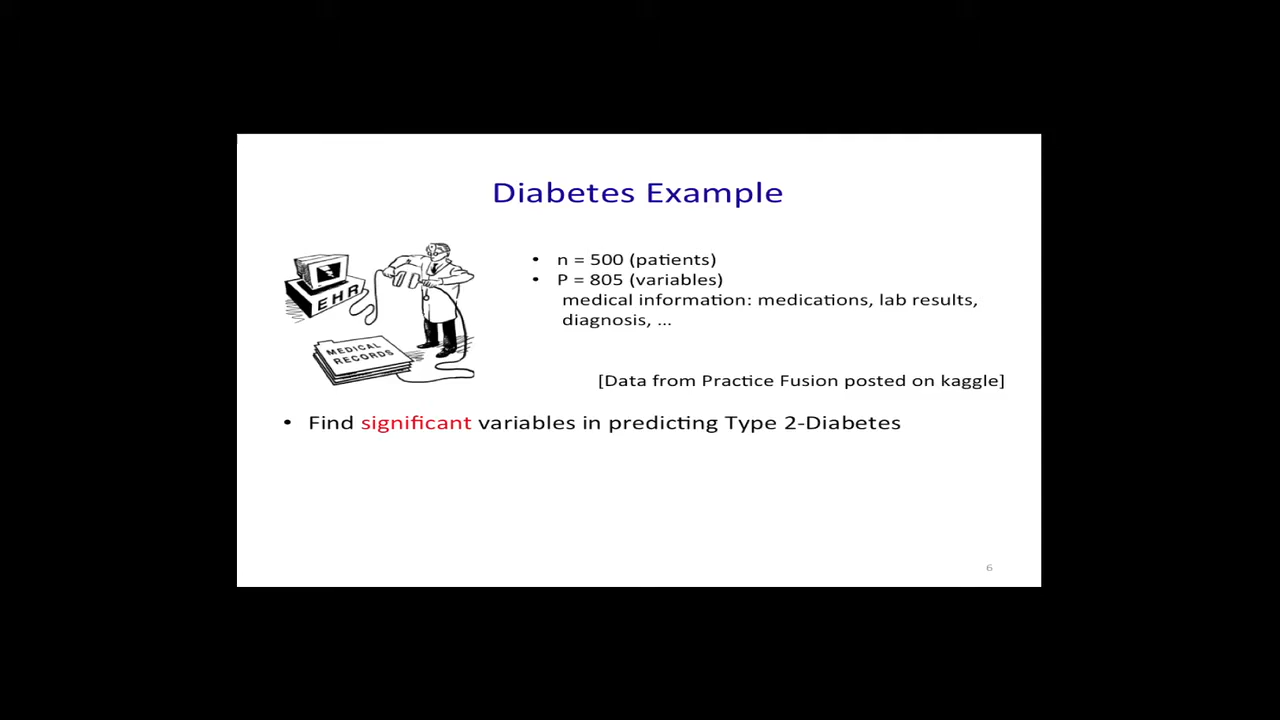 Diabetes Example
• n = 500 (patients)
• P = 805 (variables)
medical information: medications, lab results,
diagnosis, ...
EHR
MEDICAL
RECORDS
[Data from Practice Fusion posted on kaggle]
• Find significant variables in predicting Type 2-Diabetes
6